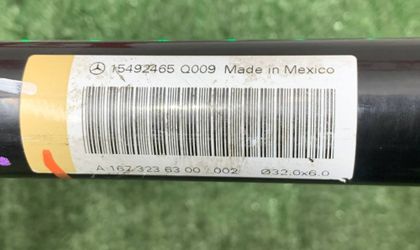 15492465 Q009 Made in Mexico
A 167 323 63 00 .002 Ø32.0x6.0